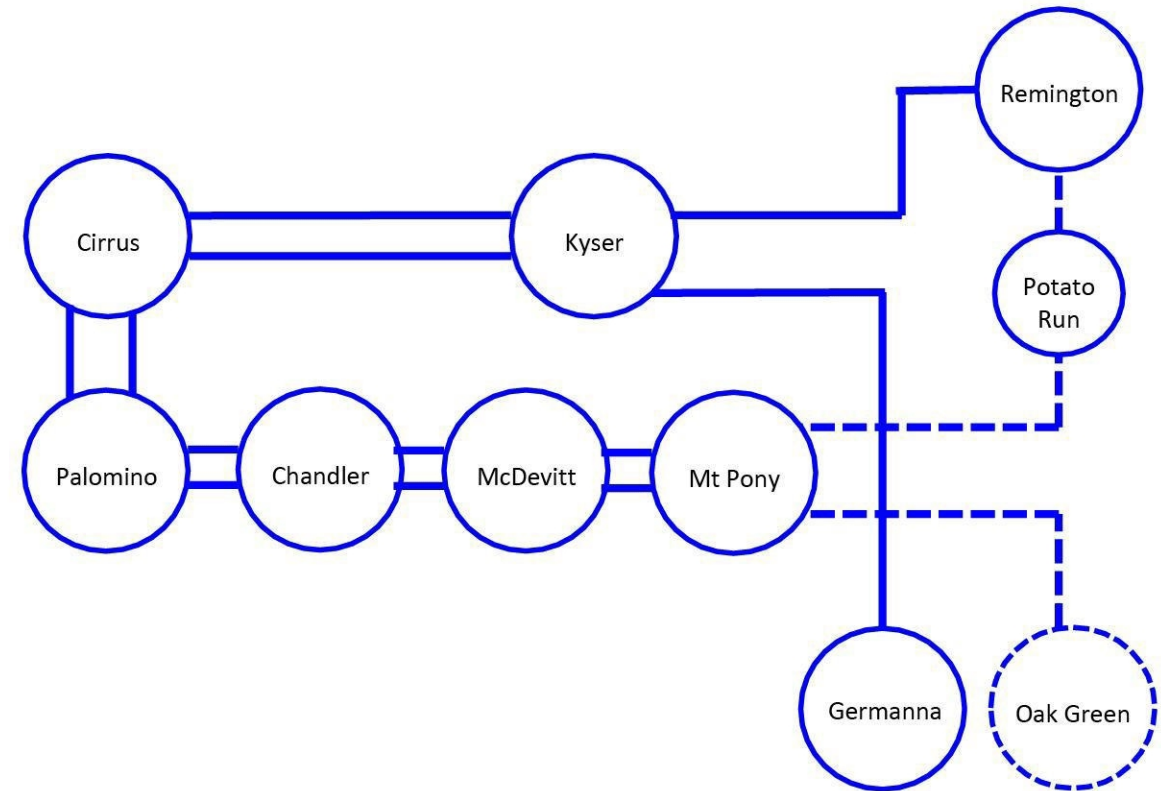 Remington
Cirrus
Kyser
Potato
Run
Palomino
Chandler
McDevitt
Mt Pony
Germanna
Oak Green